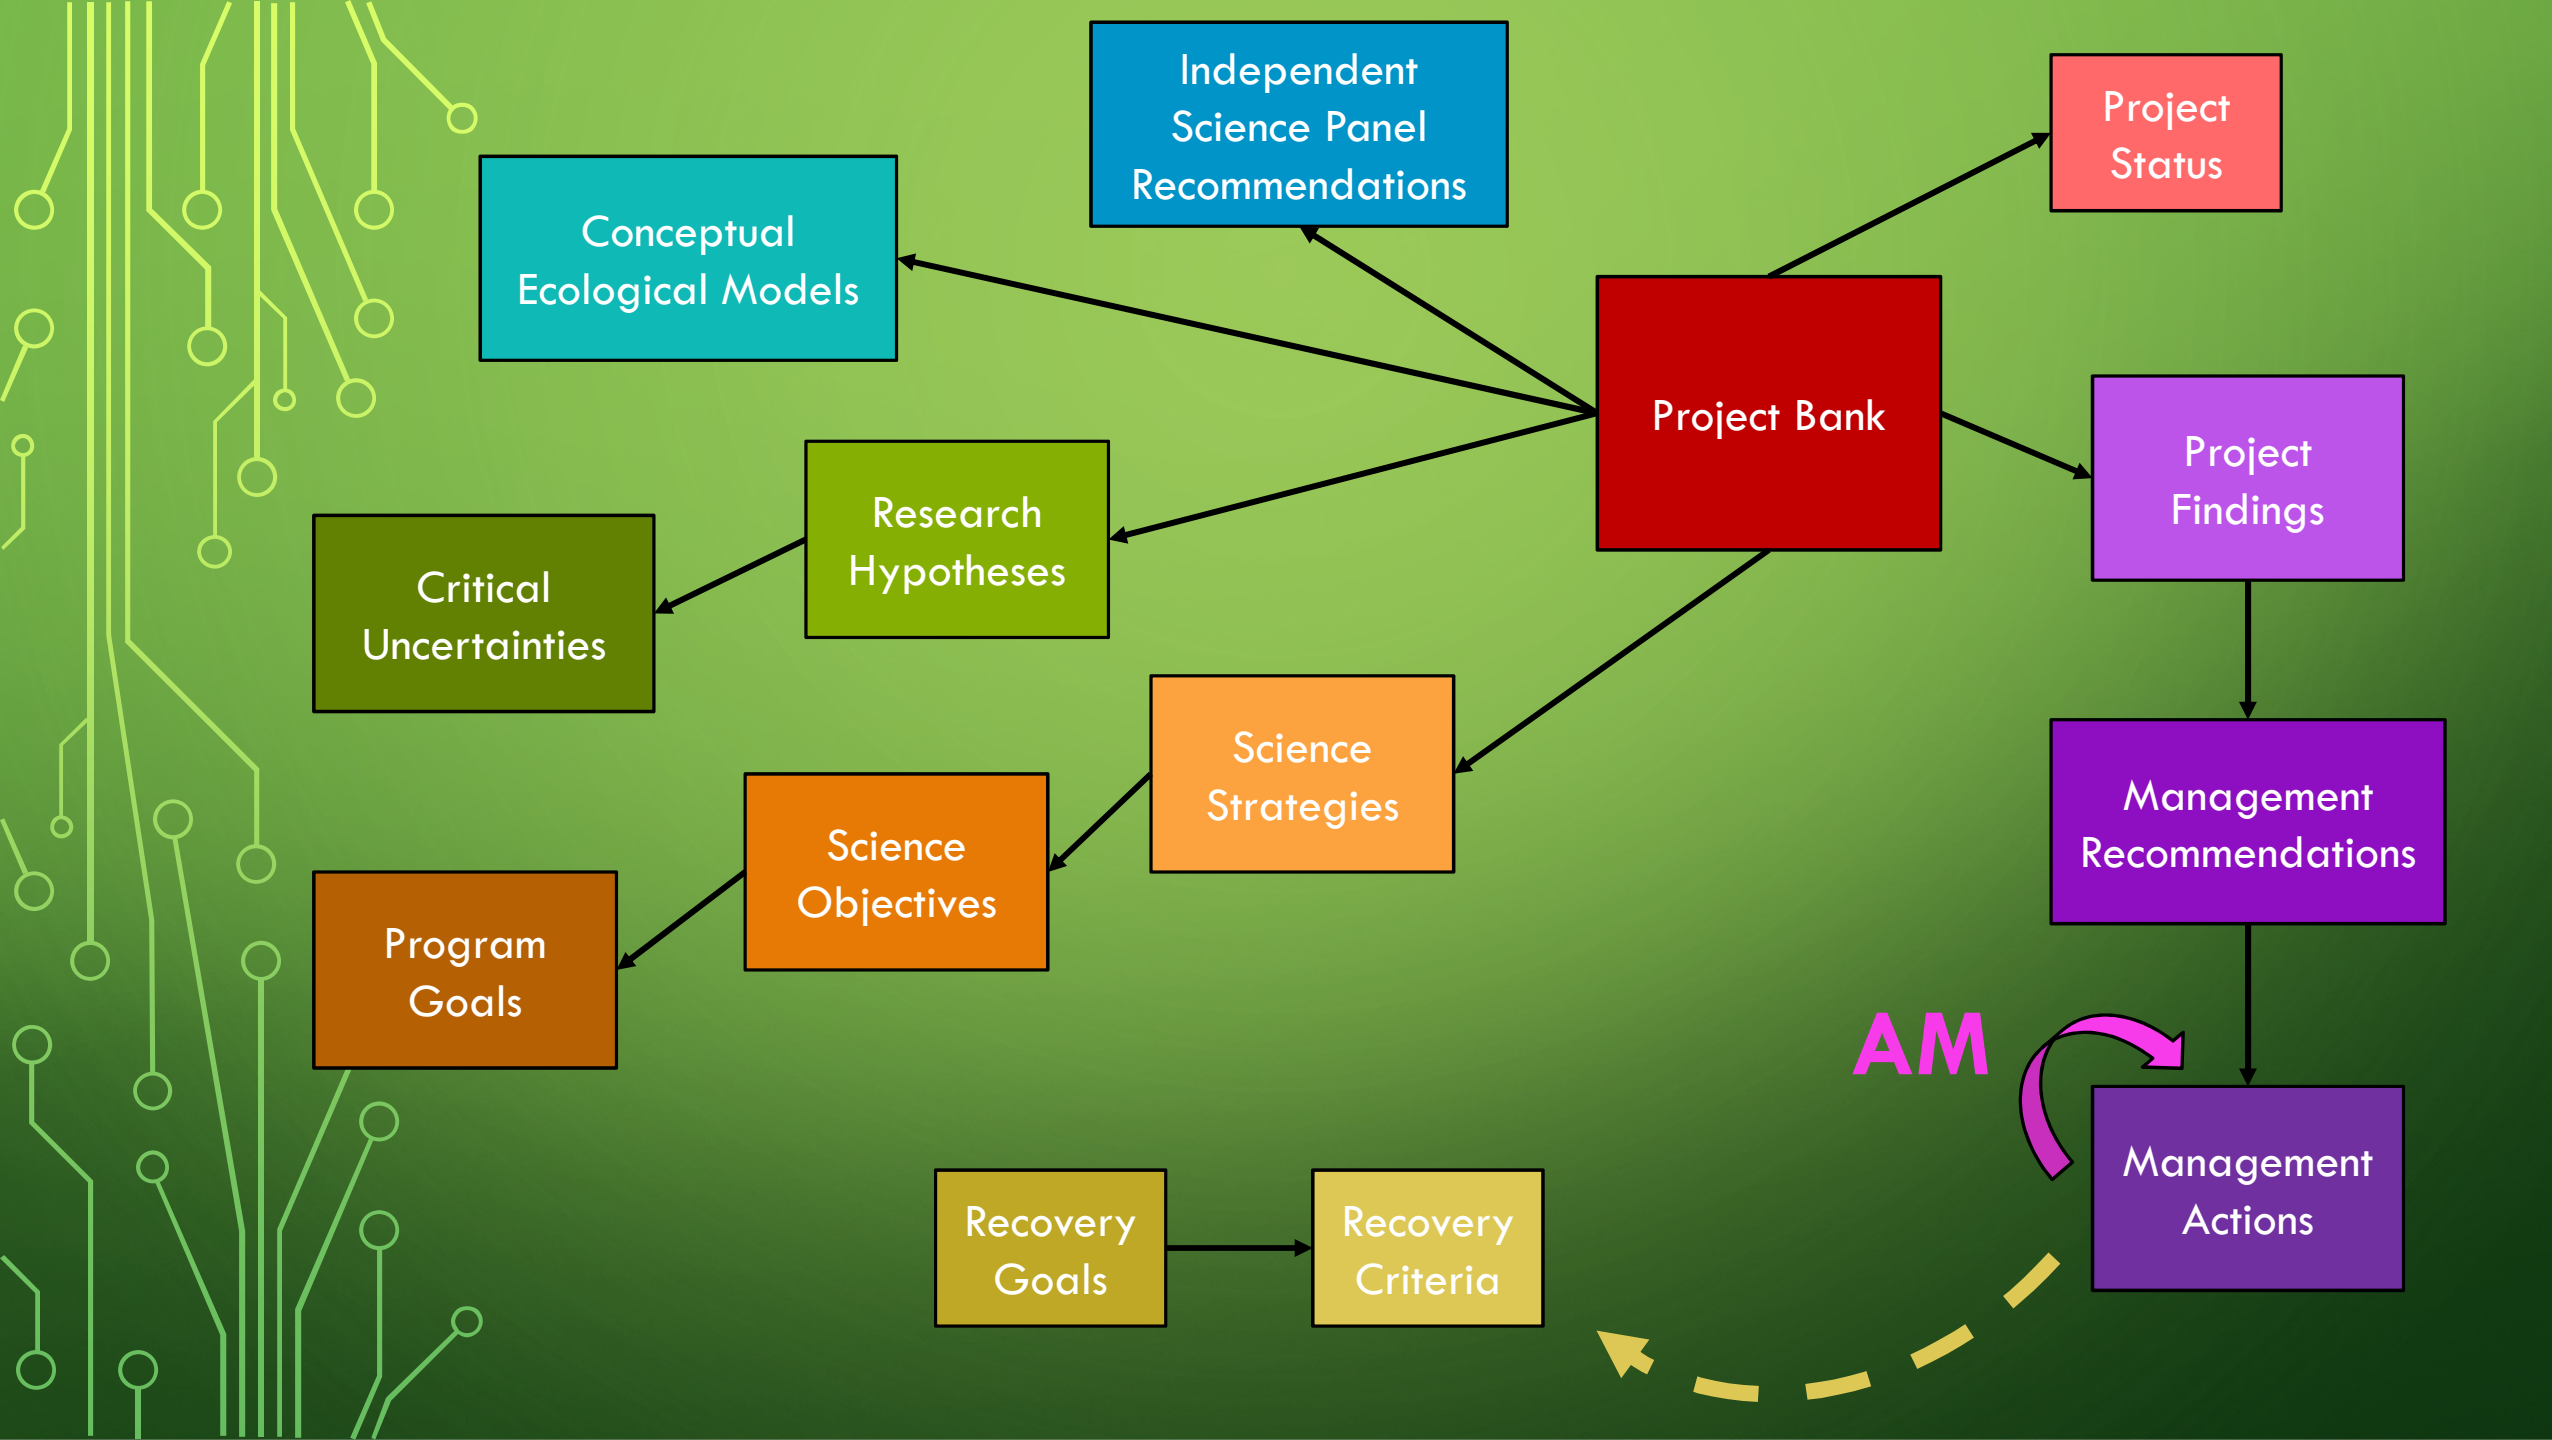 Independent
Science Panel
Recommendations
Project
Status
Conceptual
Ecological Models
Project Bank
Project
Findings
Research
Hypotheses
Critical
Uncertainties
Science
Strategies
Management
Recommendations
Science
Objectives
Program
Goals
AM
Management
Actions
Recovery
Goals
Recovery
Criteria